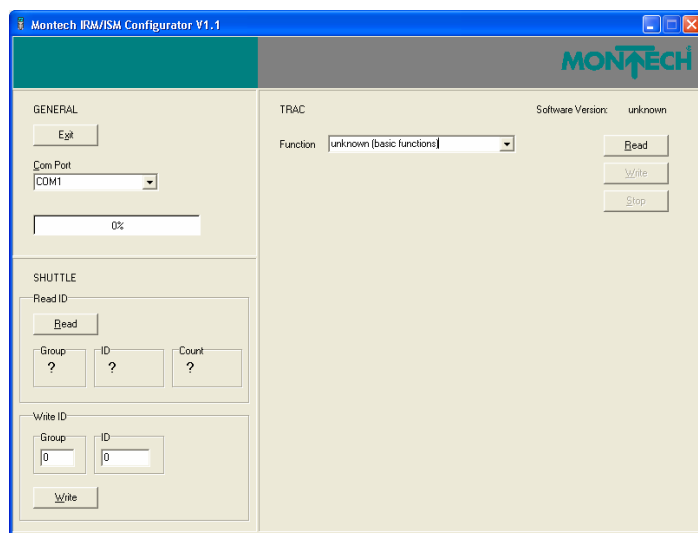 Montech IRM/ISM Configurator V1.1
MONTECH
GENERAL
Exit
Com Port
COM1
0%
SHUTTLE
Read ID
Read
Group
ID
Count
?
?
?
Write ID
Group
ID
0
0
Write
TRAC
Software Version: unknown
Function
unknown (basic functions)
Read
Write
Stop